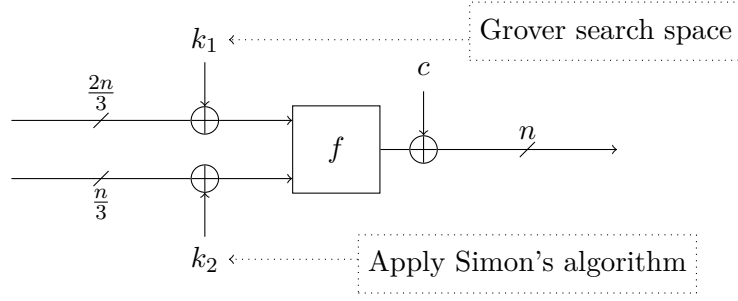 Grover search space
k₁
c
2n/3
f
n
n/3
k₂
Apply Simon's algorithm